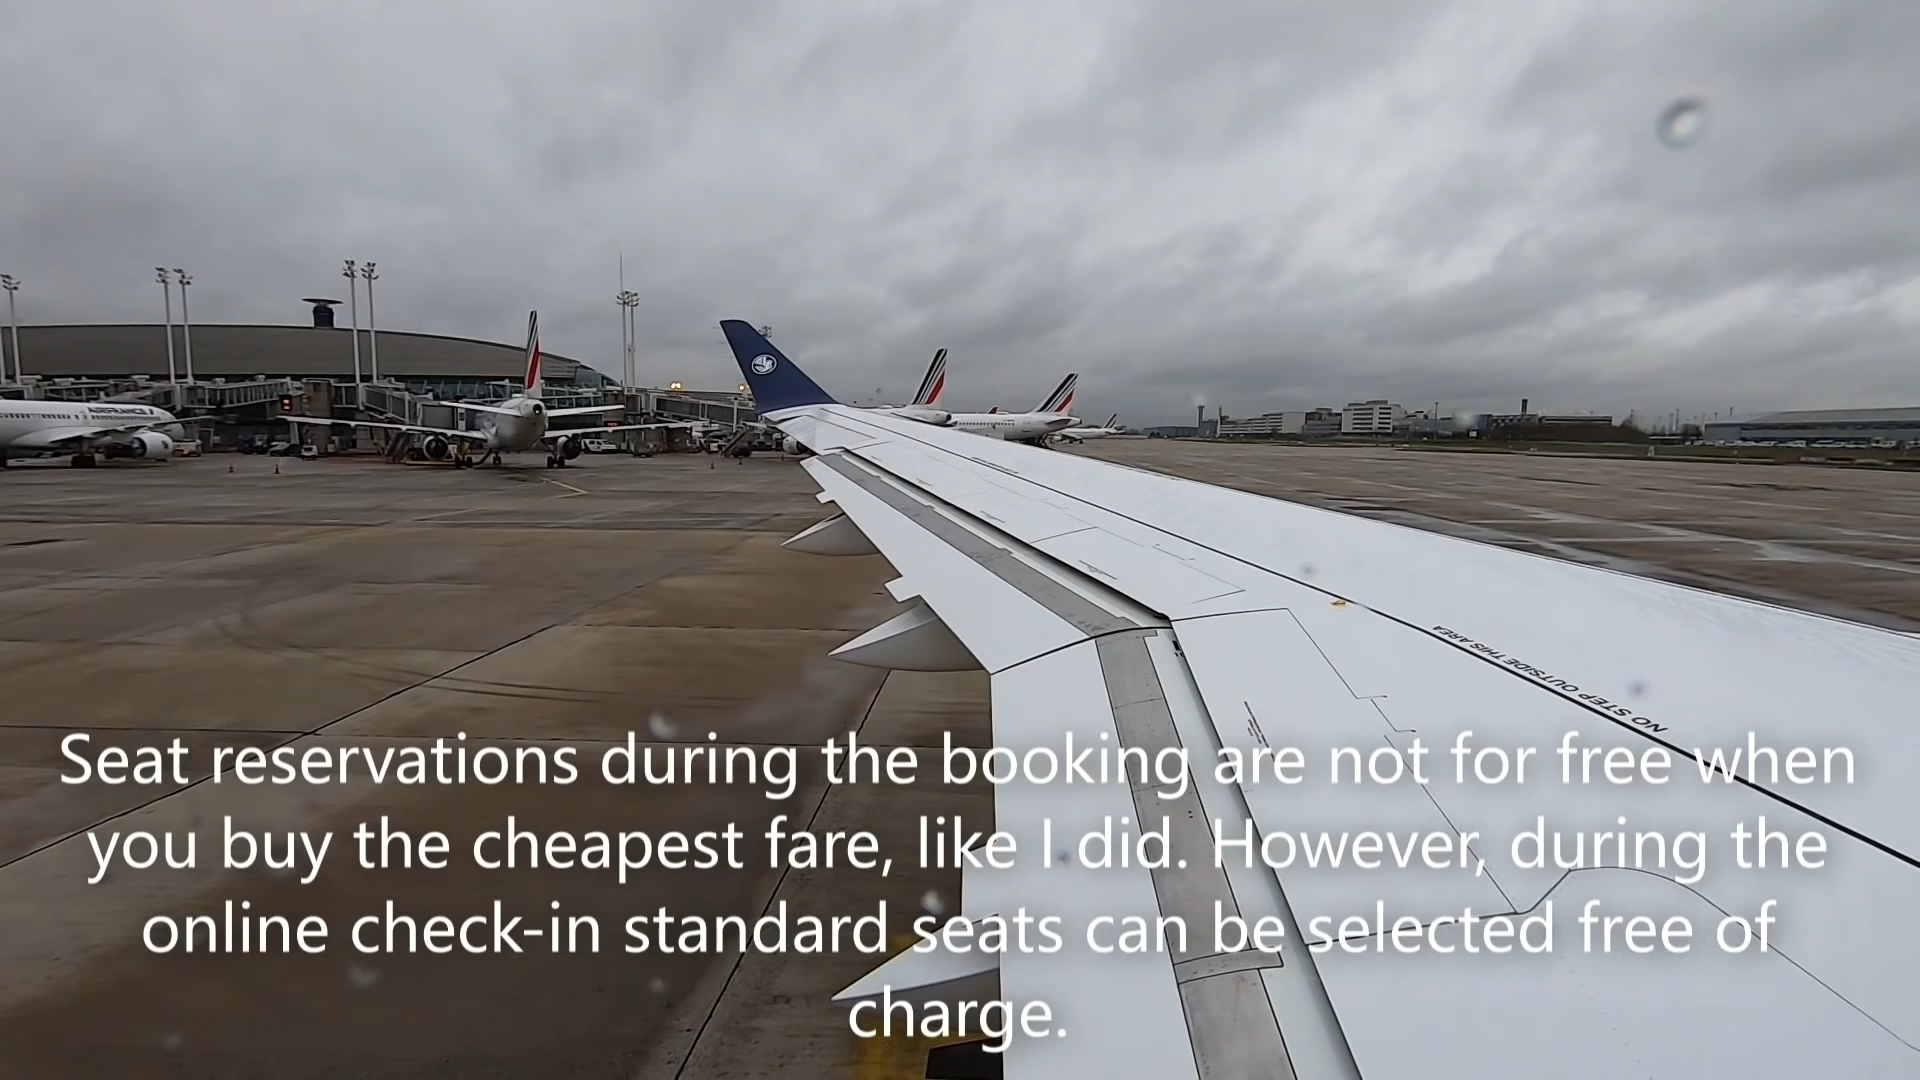 AIRFRANCE
NO STEP OUTSIDE THIS AREA
Seat reservations during the booking are not for free when
you buy the cheapest fare, like I did. However, during the
online check-in standard seats can be selected free of
charge.